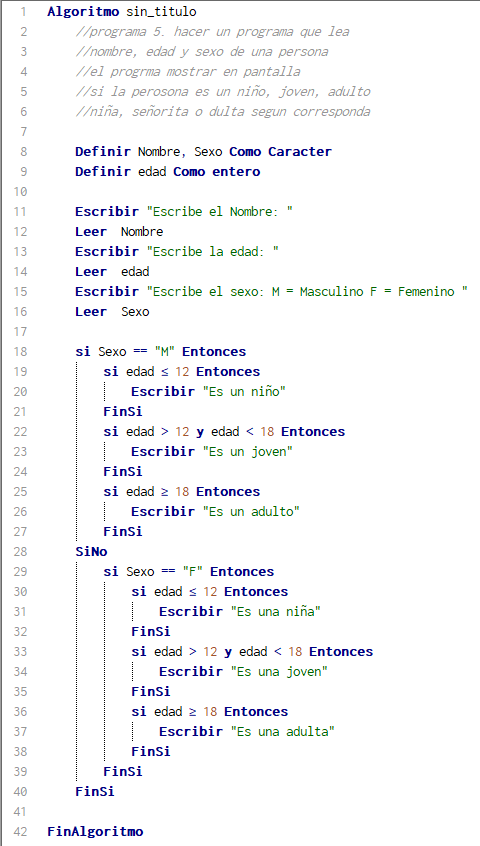 1 Algoritmo sin_titulo
2 //programa 5. hacer un programa que lea
3 //nombre, edad y sexo de una persona
4 //el progrma mostrar en pantalla
5 //si la perosona es un niño, joven, adulto
6 //niña, señorita o dulta segun corresponda
7
8 Definir Nombre, Sexo Como Caracter
9 Definir edad Como entero
10
11 Escribir "Escribe el Nombre: "
12 Leer  Nombre
13 Escribir "Escribe la edad: "
14 Leer  edad
15 Escribir "Escribe el sexo: M = Masculino F = Femenino "
16 Leer  Sexo
17
18 si Sexo == "M" Entonces
19 si edad ≤ 12 Entonces
20 Escribir "Es un niño"
21 FinSi
22 si edad > 12 y edad < 18 Entonces
23 Escribir "Es un joven"
24 FinSi
25 si edad ≥ 18 Entonces
26 Escribir "Es un adulto"
27 FinSi
28 SiNo
29 si Sexo == "F" Entonces
30 si edad ≤ 12 Entonces
31 Escribir "Es una niña"
32 FinSi
33 si edad > 12 y edad < 18 Entonces
34 Escribir "Es una joven"
35 FinSi
36 si edad ≥ 18 Entonces
37 Escribir "Es una adulta"
38 FinSi
39 FinSi
40 FinSi
41
42 FinAlgoritmo